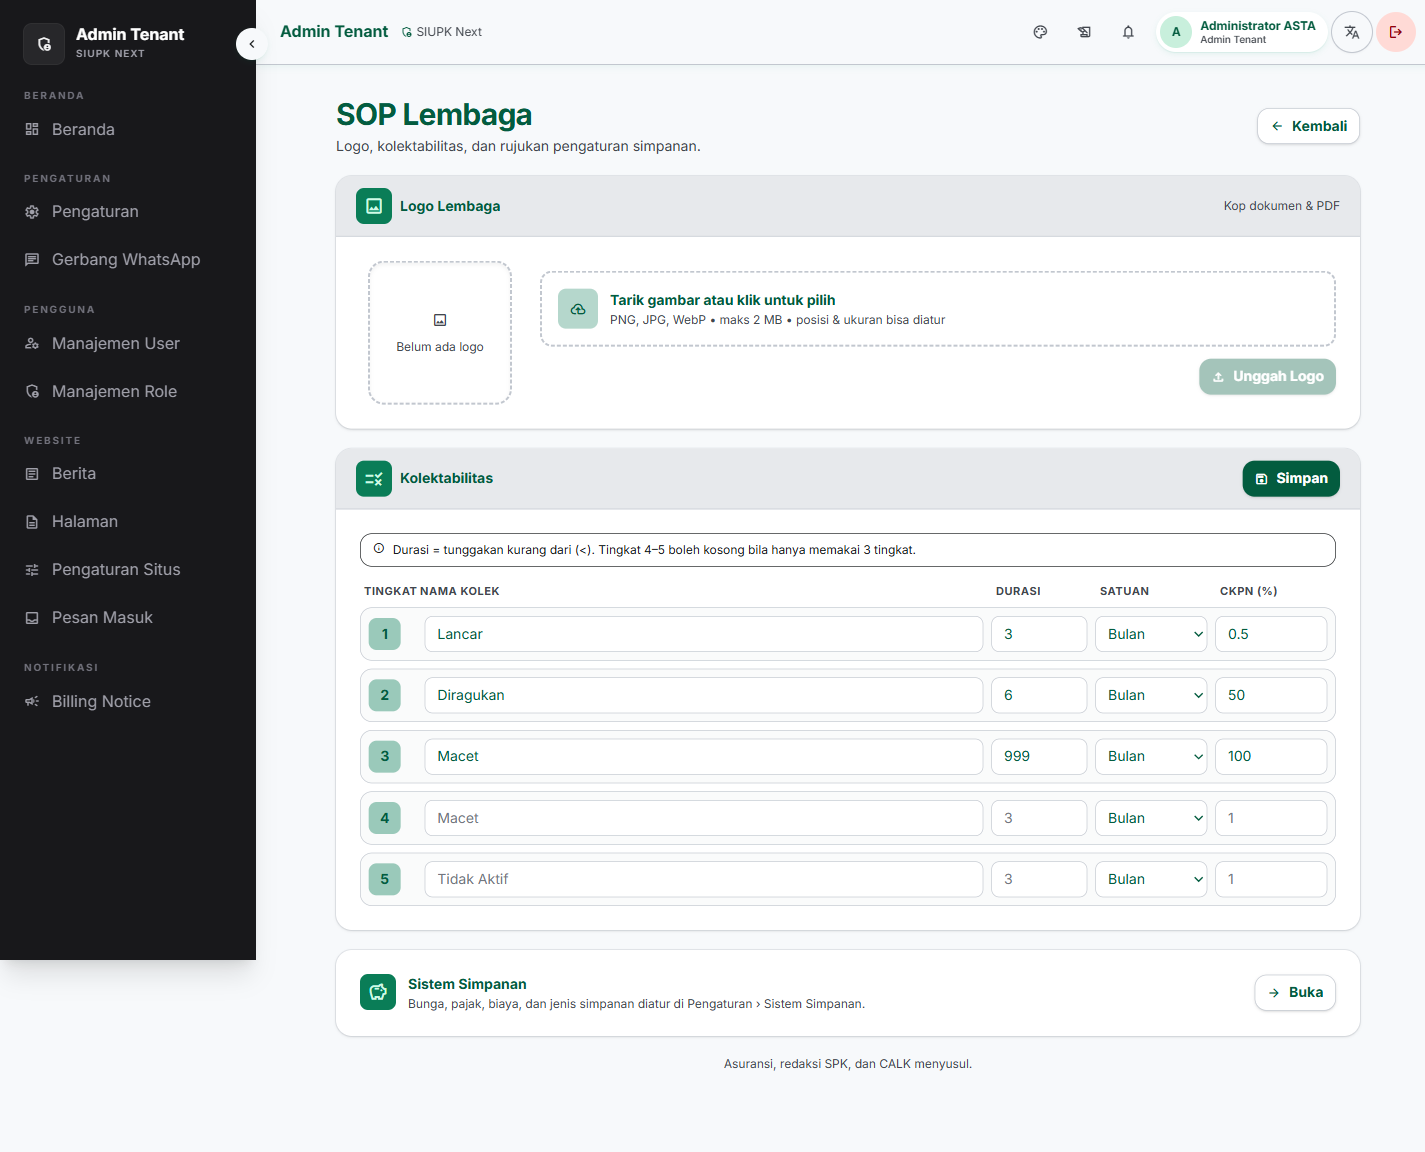 Admin Tenant
SIUPK NEXT
BERANDA
Beranda
PENGATURAN
Pengaturan
Gerbang WhatsApp
PENGGUNA
Manajemen User
Manajemen Role
WEBSITE
Berita
Halaman
Pengaturan Situs
Pesan Masuk
NOTIFIKASI
Billing Notice
Admin Tenant SIUPK Next
A Administrator ASTA
Admin Tenant
SOP Lembaga
Logo, kolektabilitas, dan rujukan pengaturan simpanan.
Kembali
Logo Lembaga
Kop dokumen & PDF
Belum ada logo
Tarik gambar atau klik untuk pilih
PNG, JPG, WebP • maks 2 MB • posisi & ukuran bisa diatur
Unggah Logo
Kolektabilitas
Simpan
Durasi = tunggakan kurang dari (<). Tingkat 4–5 boleh kosong bila hanya memakai 3 tingkat.
TINGKAT NAMA KOLEK DURASI SATUAN CKPN (%)
1 Lancar 3 Bulan 0.5
2 Diragukan 6 Bulan 50
3 Macet 999 Bulan 100
4 Macet 3 Bulan 1
5 Tidak Aktif 3 Bulan 1
Sistem Simpanan
Bunga, pajak, biaya, dan jenis simpanan diatur di Pengaturan › Sistem Simpanan.
Buka
Asuransi, redaksi SPK, dan CALK menyusul.